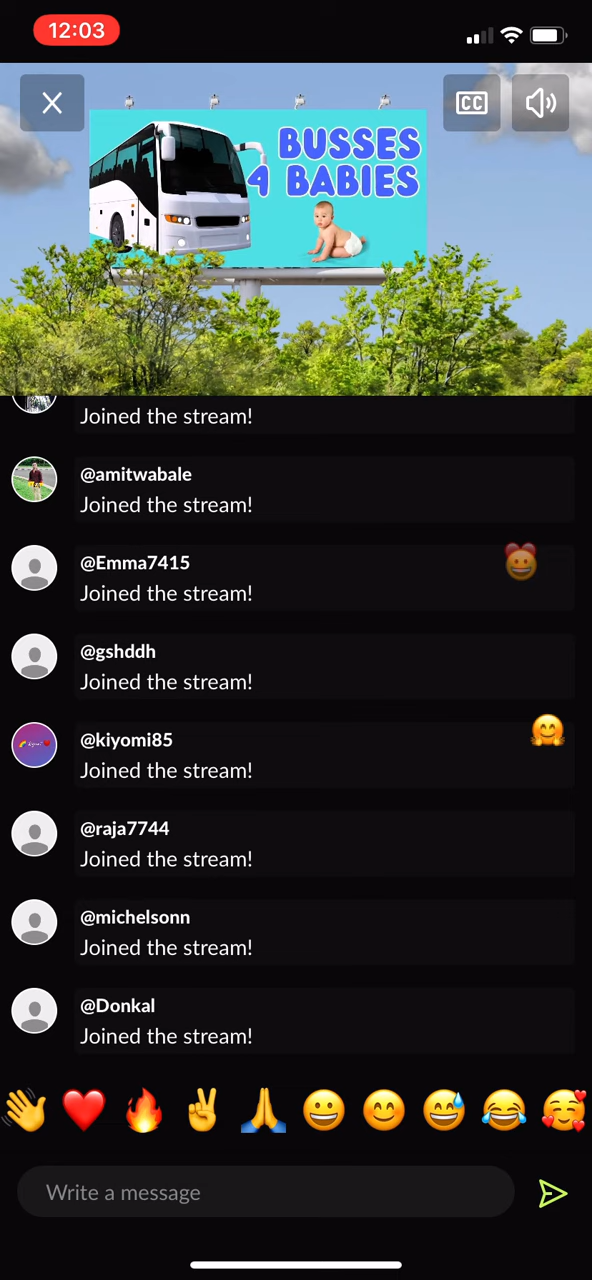 12:03
CC
BUSSES
4 BABIES
Joined the stream!
@amitwabale
Joined the stream!
@Emma7415
Joined the stream!
@gshddh
Joined the stream!
@kiyomi85
Joined the stream!
@raja7744
Joined the stream!
@michelsonn
Joined the stream!
@Donkal
Joined the stream!
Write a message